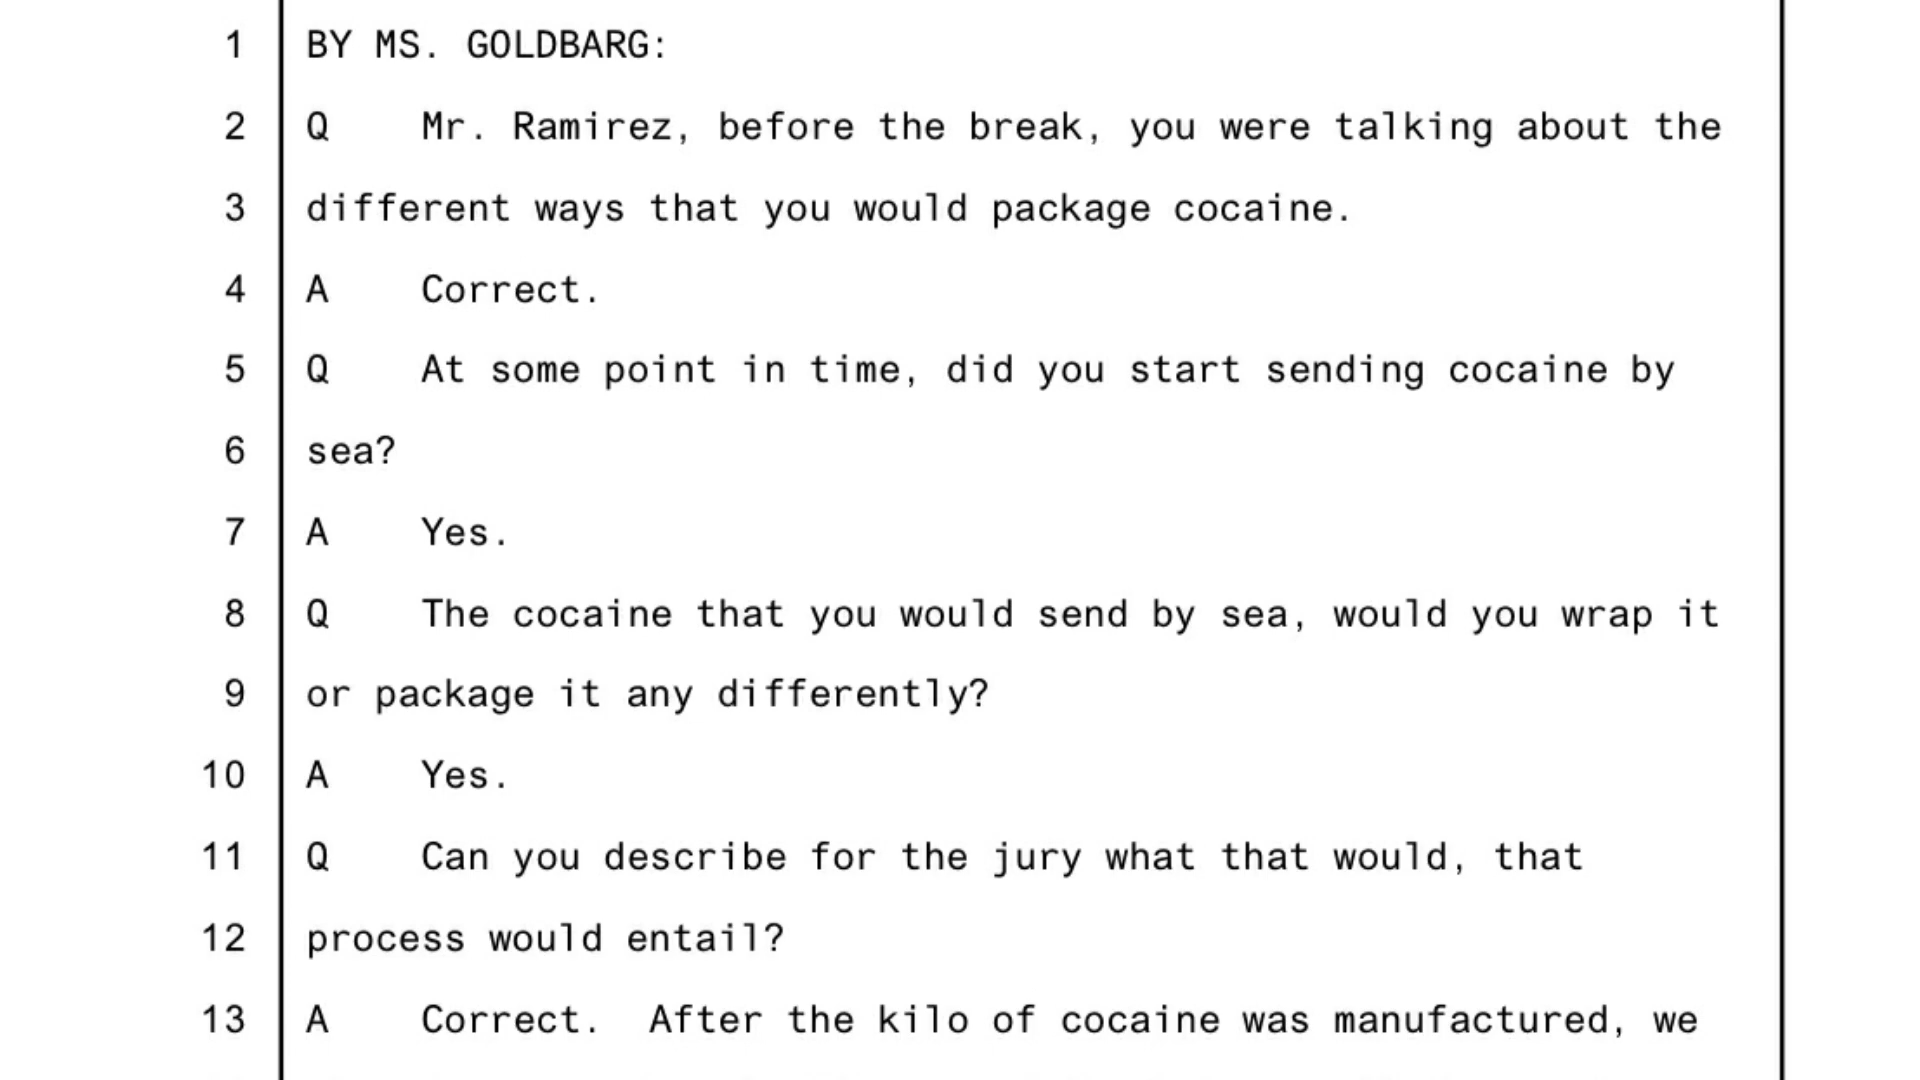 1 BY MS. GOLDBARG:
2 Q Mr. Ramirez, before the break, you were talking about the
3 different ways that you would package cocaine.
4 A Correct.
5 Q At some point in time, did you start sending cocaine by
6 sea?
7 A Yes.
8 Q The cocaine that you would send by sea, would you wrap it
9 or package it any differently?
10 A Yes.
11 Q Can you describe for the jury what that would, that
12 process would entail?
13 A Correct. After the kilo of cocaine was manufactured, we